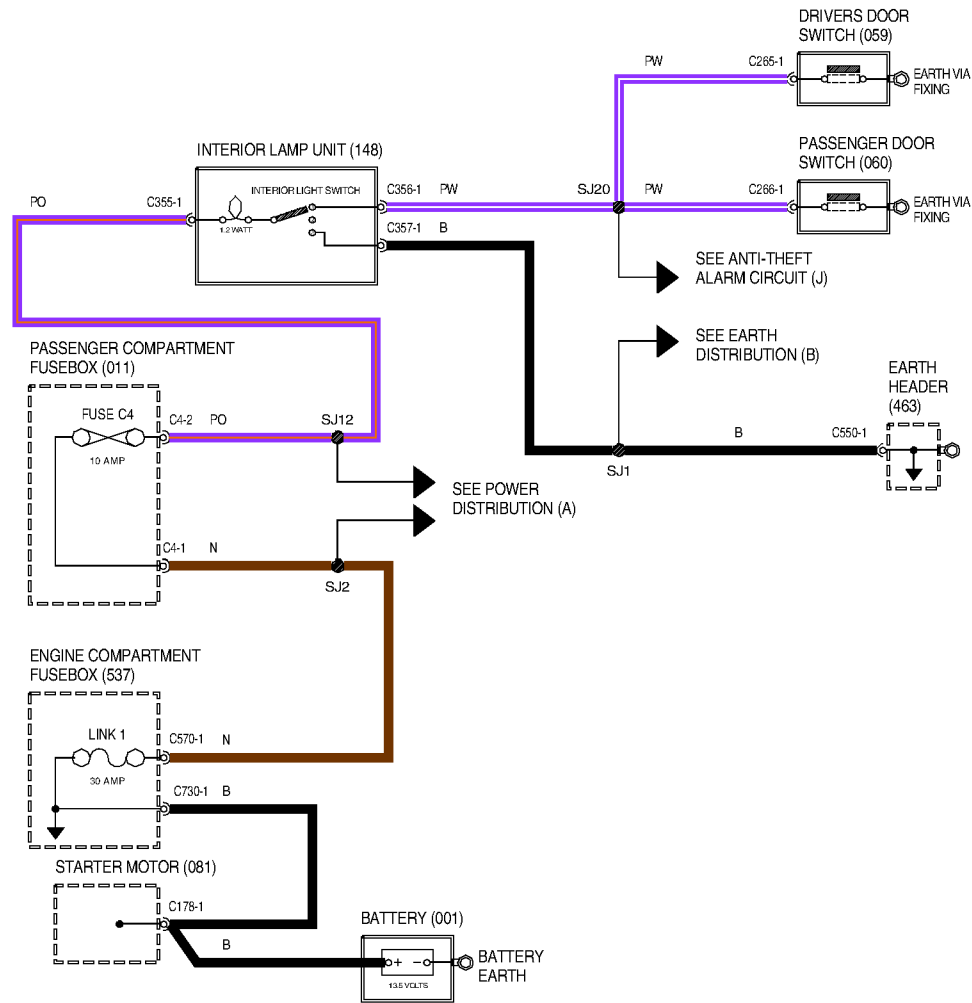 DRIVERS DOOR
SWITCH (059)
PW
C265-1
EARTH VIA
FIXING
INTERIOR LAMP UNIT (148)
PASSENGER DOOR
SWITCH (060)
PO
C355-1
INTERIOR LIGHT SWITCH
1.2 WATT
C356-1
PW
SJ20
PW
C266-1
EARTH VIA
FIXING
C357-1
B
SEE ANTI-THEFT
ALARM CIRCUIT (J)
SEE EARTH
DISTRIBUTION (B)
PASSENGER COMPARTMENT
FUSEBOX (011)
EARTH
HEADER
(463)
FUSE C4
10 AMP
C4-2
PO
SJ12
B
C550-1
SJ1
SEE POWER
DISTRIBUTION (A)
C4-1
N
SJ2
ENGINE COMPARTMENT
FUSEBOX (537)
LINK 1
30 AMP
C570-1
N
C730-1
B
STARTER MOTOR (081)
C178-1
B
BATTERY (001)
+ -
13.5 VOLTS
BATTERY
EARTH